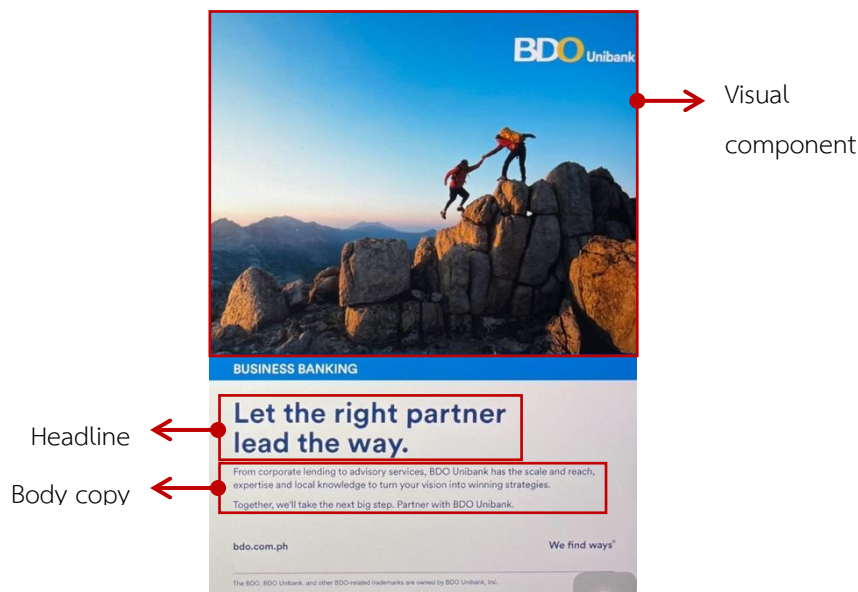 BDO Unibank
Visual
component
BUSINESS BANKING
Let the right partner
lead the way.
Headline
From corporate lending to advisory services, BDO Unibank has the scale and reach,
expertise and local knowledge to turn your vision into winning strategies.
Together, we'll take the next big step. Partner with BDO Unibank.
Body copy
bdo.com.ph
We find ways®
The BDO, BDO Unibank, and other BDO-related trademarks are owned by BDO Unibank, Inc.